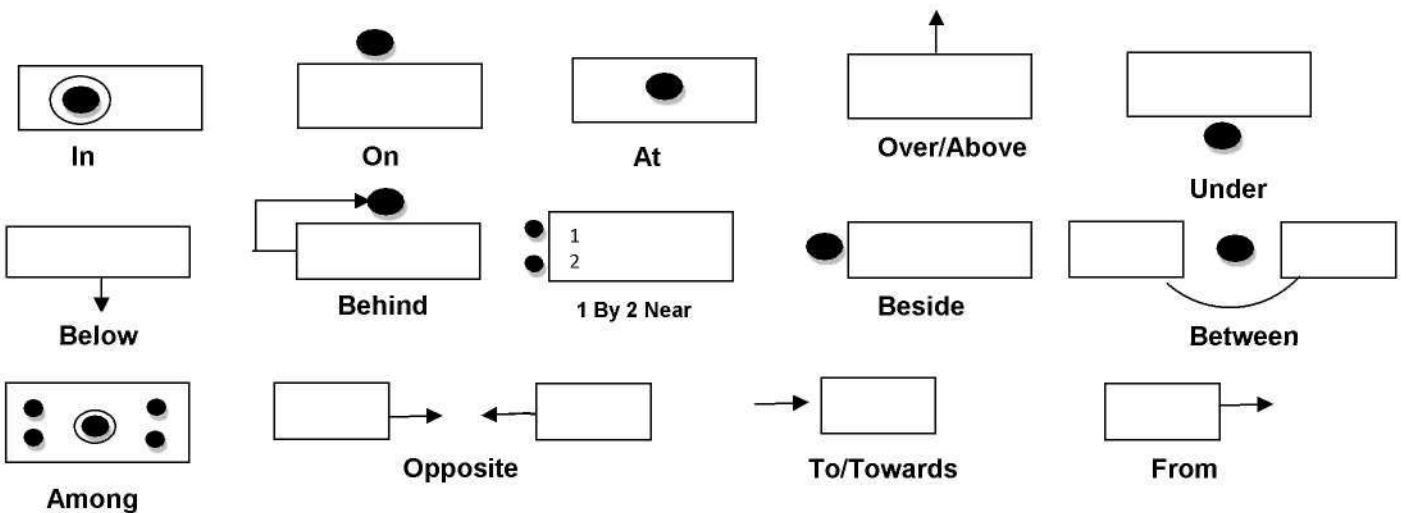 In
On
At
Over/Above
Under
Below
Behind
1
2
1 By 2 Near
Beside
Between
Among
Opposite
To/Towards
From